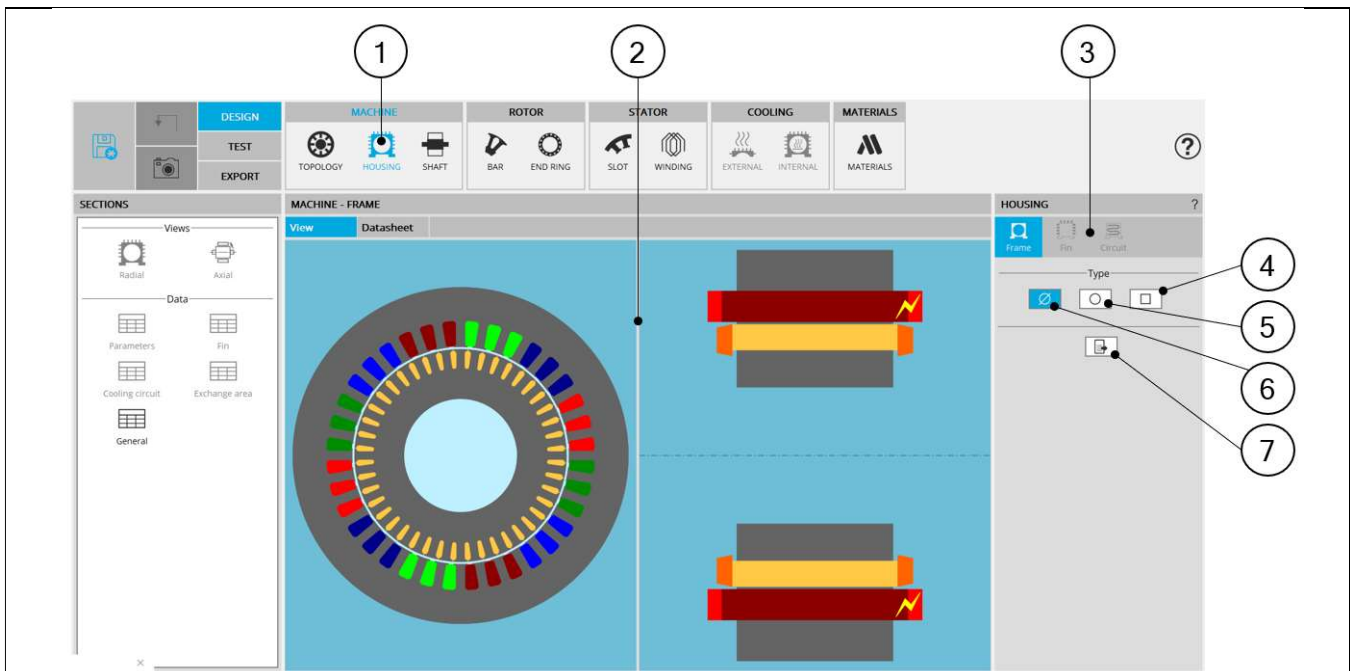 1
2
3
DESIGN
TEST
EXPORT
MACHINE
ROTOR
STATOR
COOLING
MATERIALS
TOPOLOGY
HOUSING
SHAFT
BAR
END RING
SLOT
WINDING
EXTERNAL
INTERNAL
MATERIALS
?
SECTIONS
MACHINE - FRAME
HOUSING
?
Views
Radial
Axial
Data
Parameters
Fin
Cooling circuit
Exchange area
General
View
Datasheet
Frame
Fin
Circuit
Type
4
5
6
7